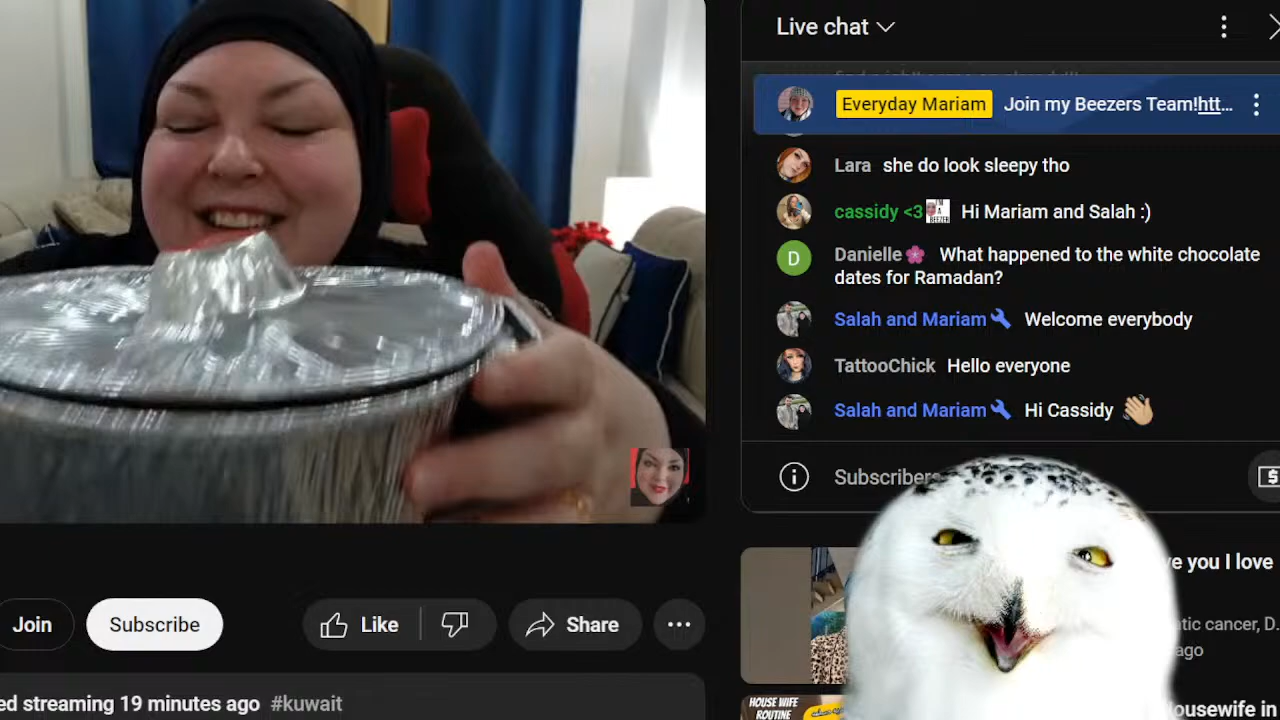 Live chat
Everyday Mariam Join my Beezers Team!htt...
Lara she do look sleepy tho
cassidy <3 Hi Mariam and Salah :)
D
Danielle🌸 What happened to the white chocolate
dates for Ramadan?
Salah and Mariam Welcome everybody
TattooChick Hello everyone
Salah and Mariam Hi Cassidy 👋🏼
Subscribers
ve you I love
ntic cancer, D...
ago
HOUSE WIFE
ROUTINE
ousewife in
Join
Subscribe
Like
Share
ed streaming 19 minutes ago #kuwait